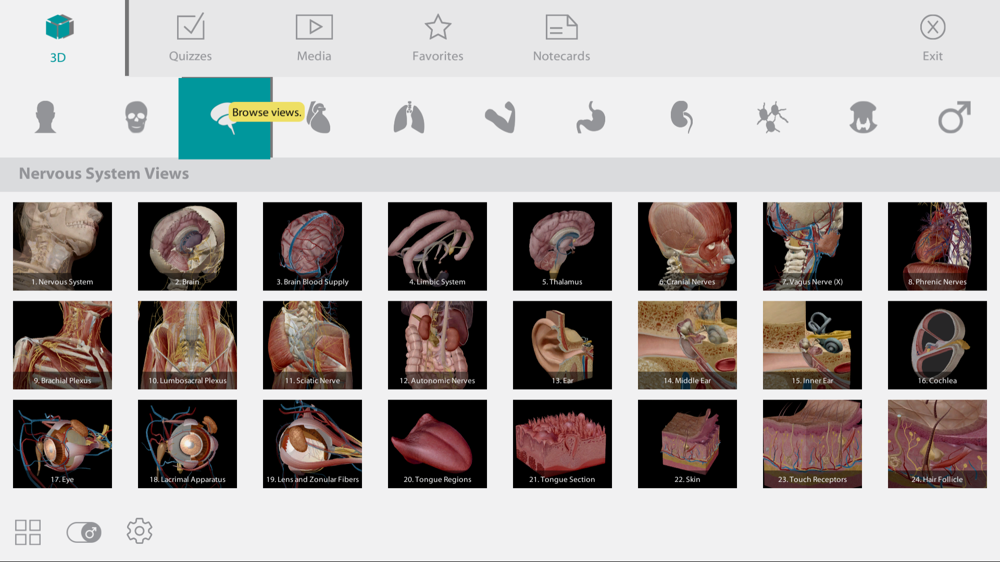 3D
Quizzes
Media
Favorites
Notecards
Exit
Browse views.
Nervous System Views
1. Nervous System
2. Brain
3. Brain Blood Supply
4. Limbic System
5. Thalamus
6. Cranial Nerves
7. Vagus Nerve (X)
8. Phrenic Nerves
9. Brachial Plexus
10. Lumbosacral Plexus
11. Sciatic Nerve
12. Autonomic Nerves
13. Ear
14. Middle Ear
15. Inner Ear
16. Cochlea
17. Eye
18. Lacrimal Apparatus
19. Lens and Zonular Fibers
20. Tongue Regions
21. Tongue Section
22. Skin
23. Touch Receptors
24. Hair Follicle